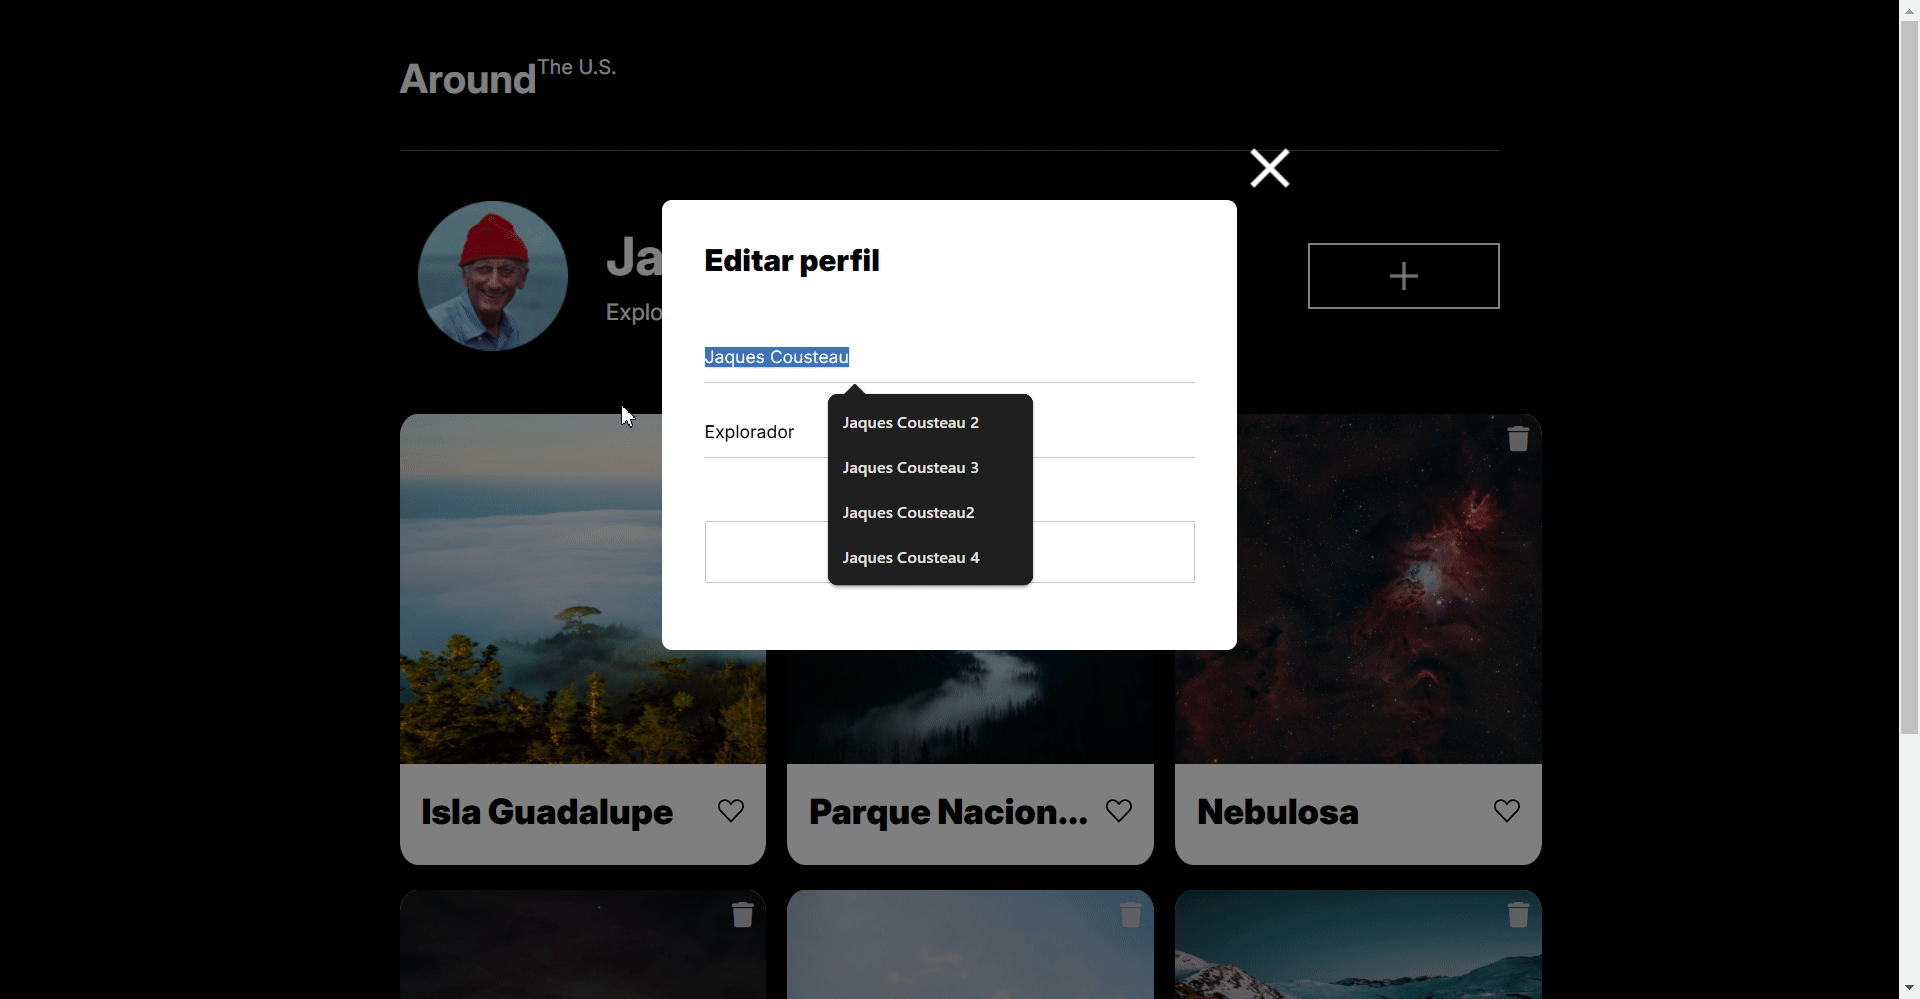 Around The U.S.
Ja
Explo
Editar perfil
Jaques Cousteau
Explorador
Jaques Cousteau 2
Jaques Cousteau 3
Jaques Cousteau2
Jaques Cousteau 4
Isla Guadalupe
Parque Nacion...
Nebulosa